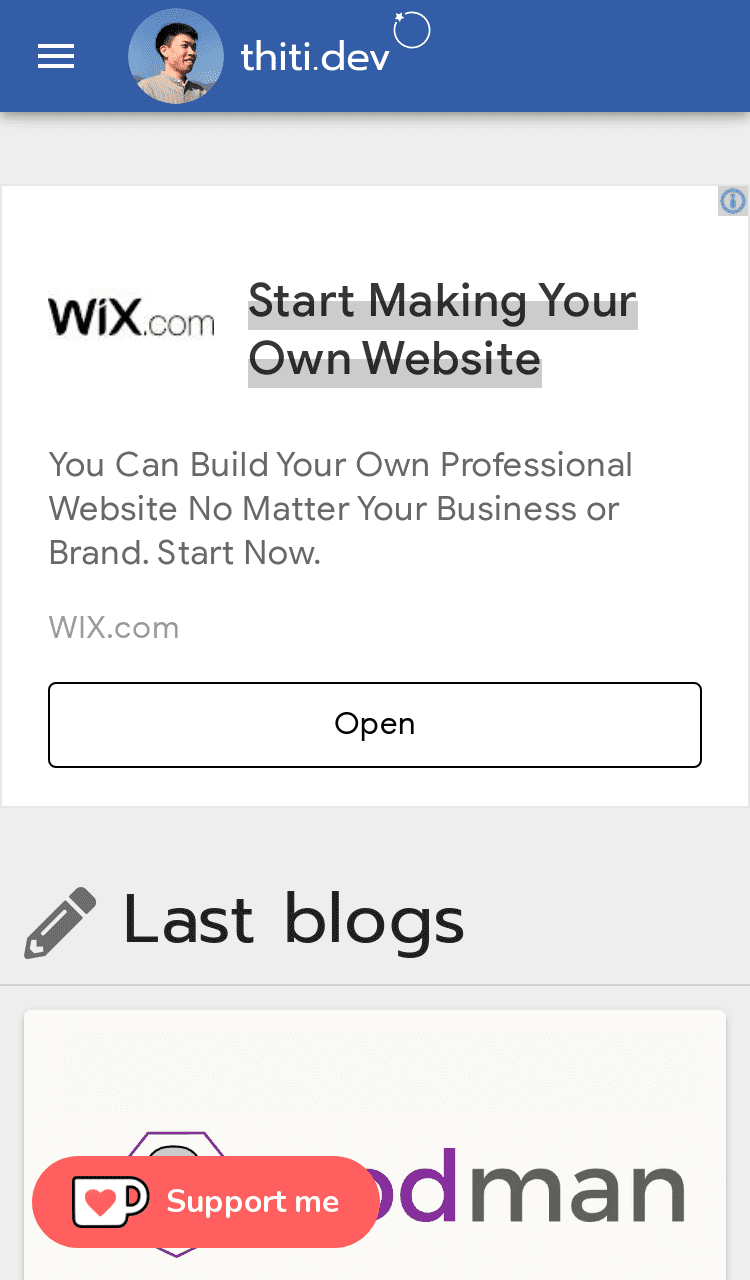 thiti.dev
WiX.com
Start Making Your
Own Website
You Can Build Your Own Professional
Website No Matter Your Business or
Brand. Start Now.
WIX.com
Open
Last blogs
Support me
odman